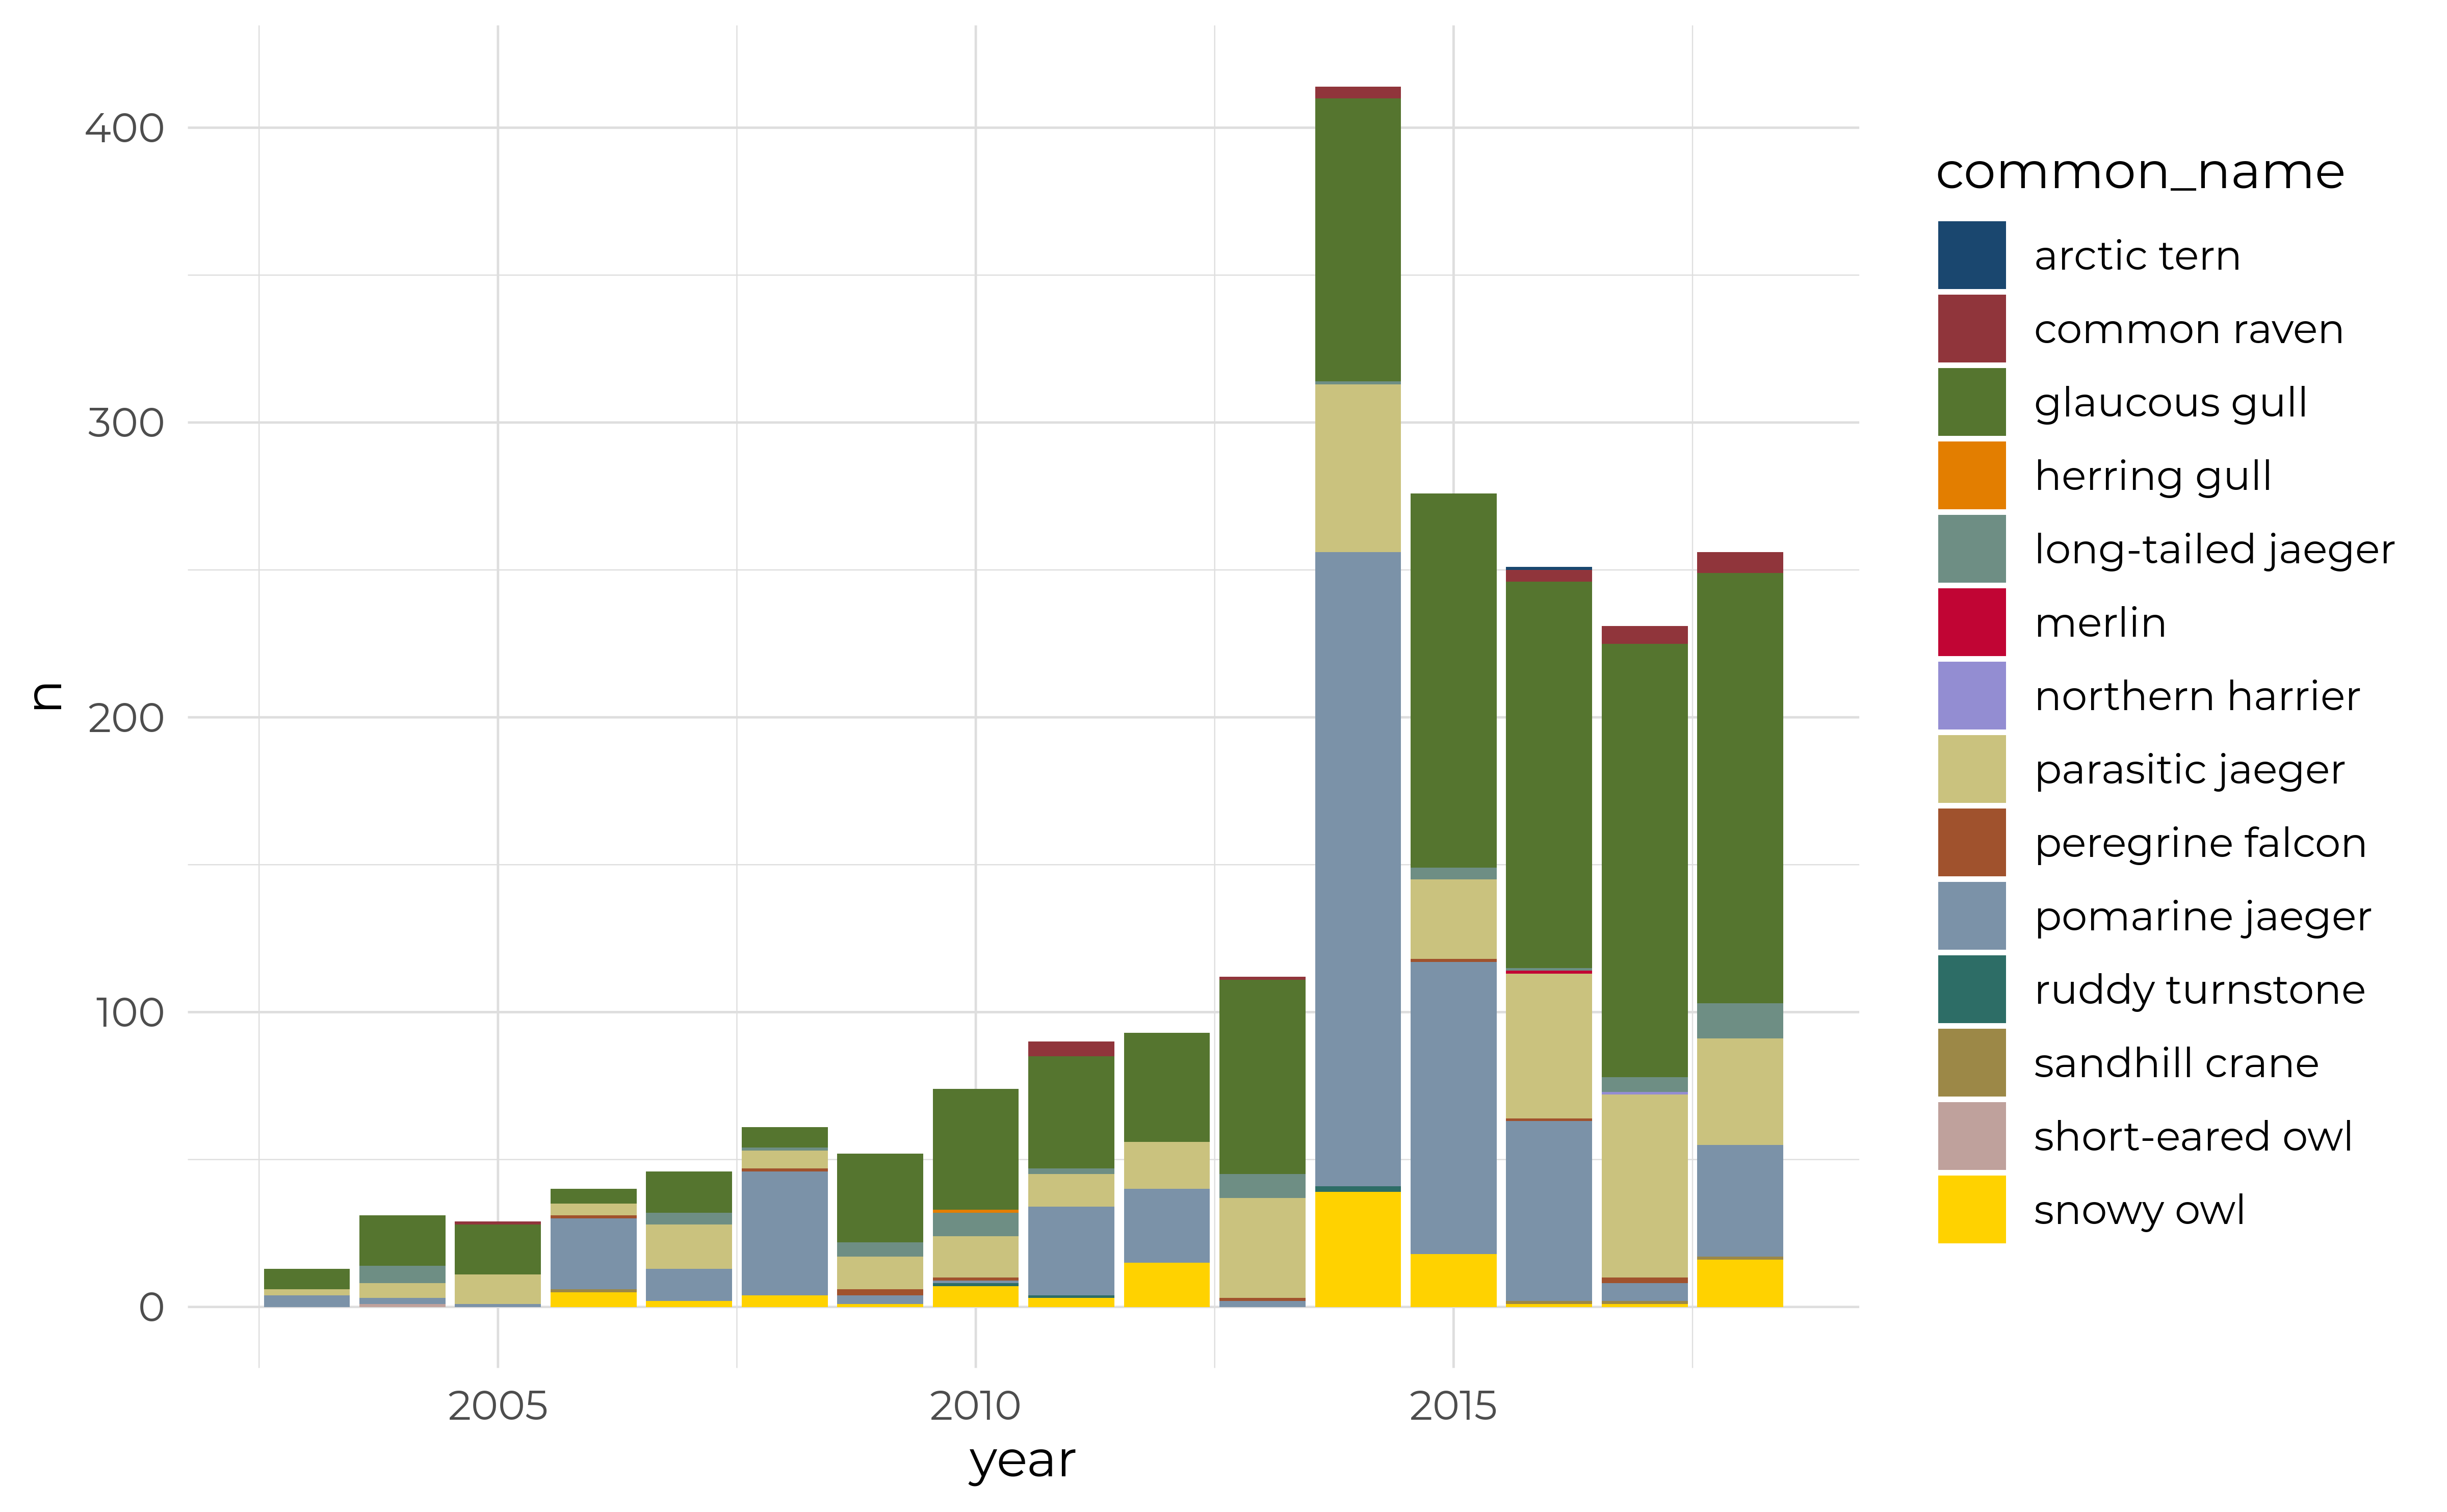 400
300
200
100
0
n
2005
2010
2015
year
common_name
arctic tern
common raven
glaucous gull
herring gull
long-tailed jaeger
merlin
northern harrier
parasitic jaeger
peregrine falcon
pomarine jaeger
ruddy turnstone
sandhill crane
short-eared owl
snowy owl